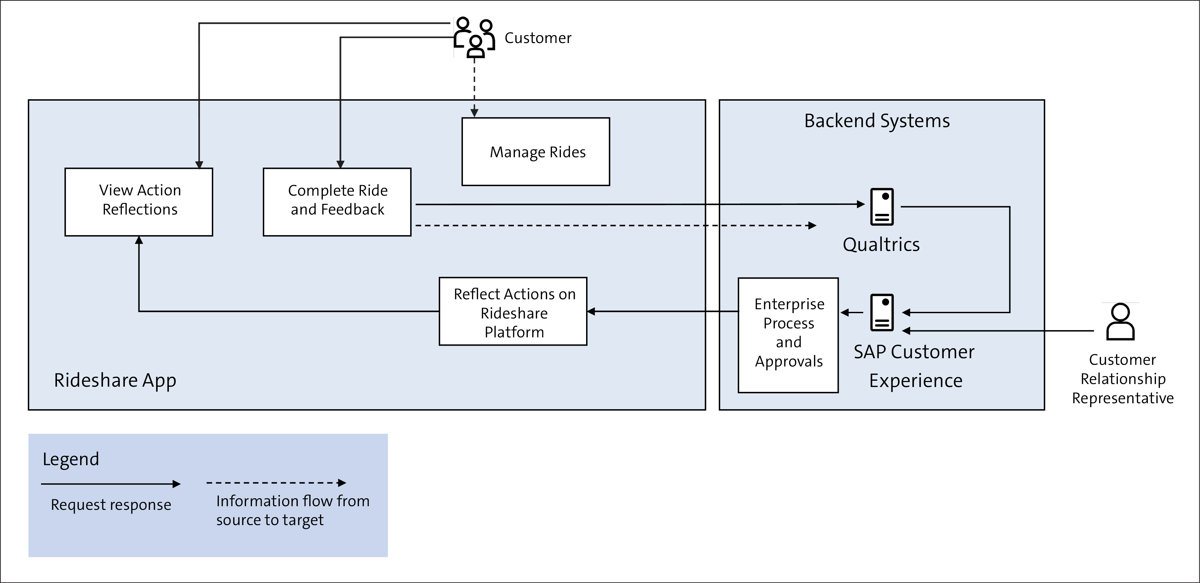 Customer
Backend Systems
Manage Rides
View Action
Reflections
Complete Ride
and Feedback
Qualtrics
Reflect Actions on
Rideshare
Platform
Enterprise
Process
and
Approvals
SAP Customer
Experience
Customer
Relationship
Representative
Rideshare App
Legend
Request response
Information flow from
source to target